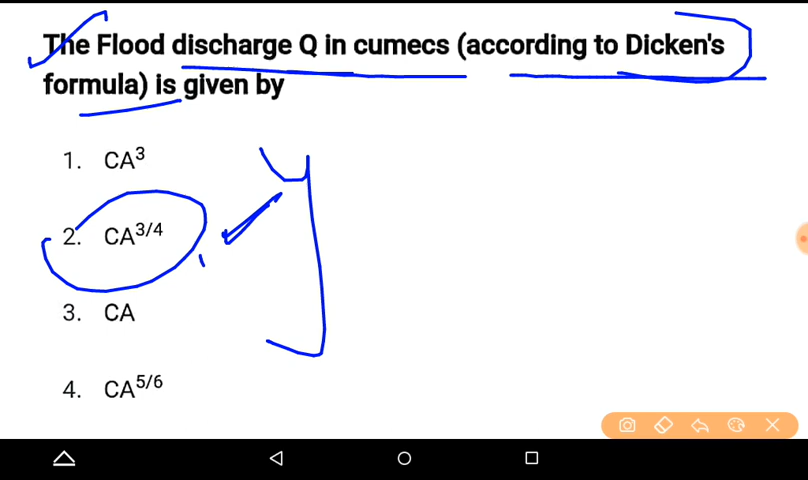 The Flood discharge Q in cumecs (according to Dicken's
formula) is given by
1. CA³
2. CA³/⁴
3. CA
4. CA⁵/⁶